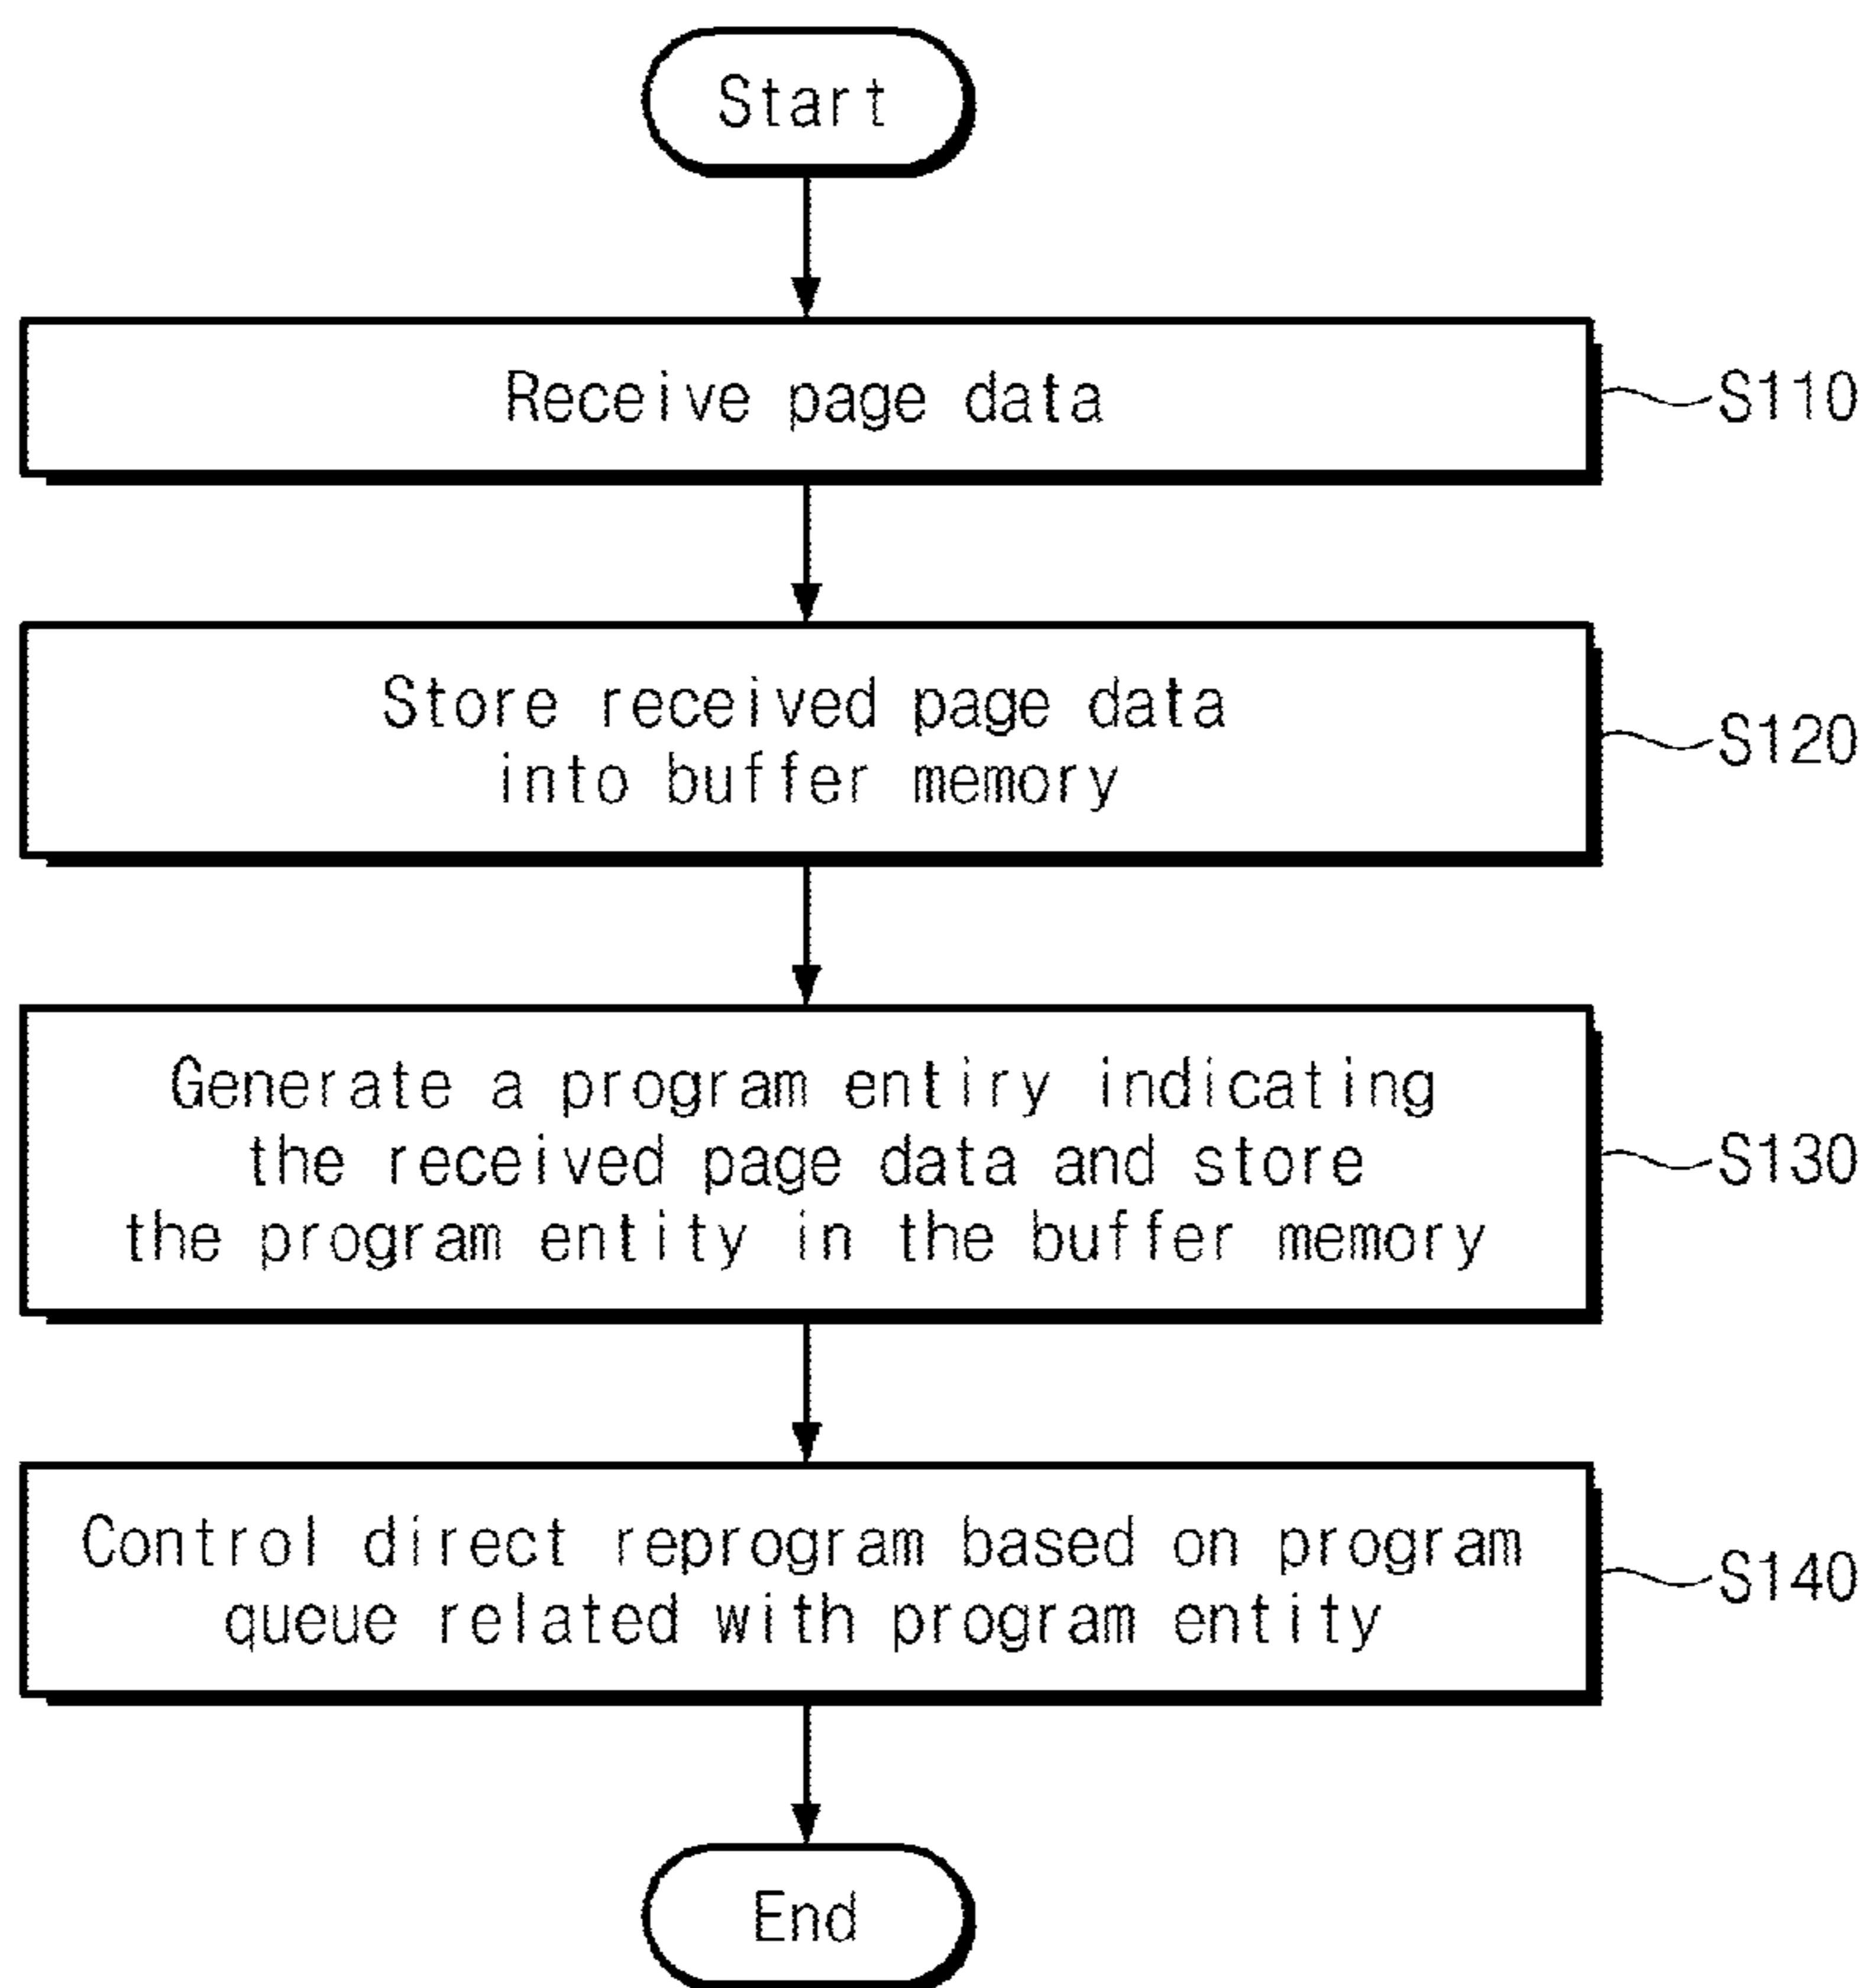 Start
Receive page data
S110
Store received page data
into buffer memory
S120
Generate a program entiry indicating
the received page data and store
the program entity in the buffer memory
S130
Control direct reprogram based on program
queue related with program entity
S140
End